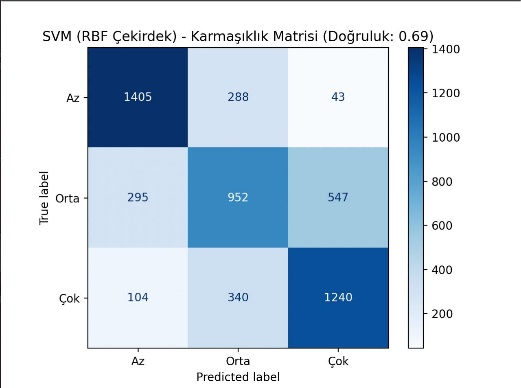 SVM (RBF Çekirdek) - Karmaşıklık Matrisi (Doğruluk: 0.69)
Az 1405 288 43
Orta 295 952 547
Çok 104 340 1240
Az Orta Çok
Predicted label
True label
1400
1200
1000
800
600
400
200